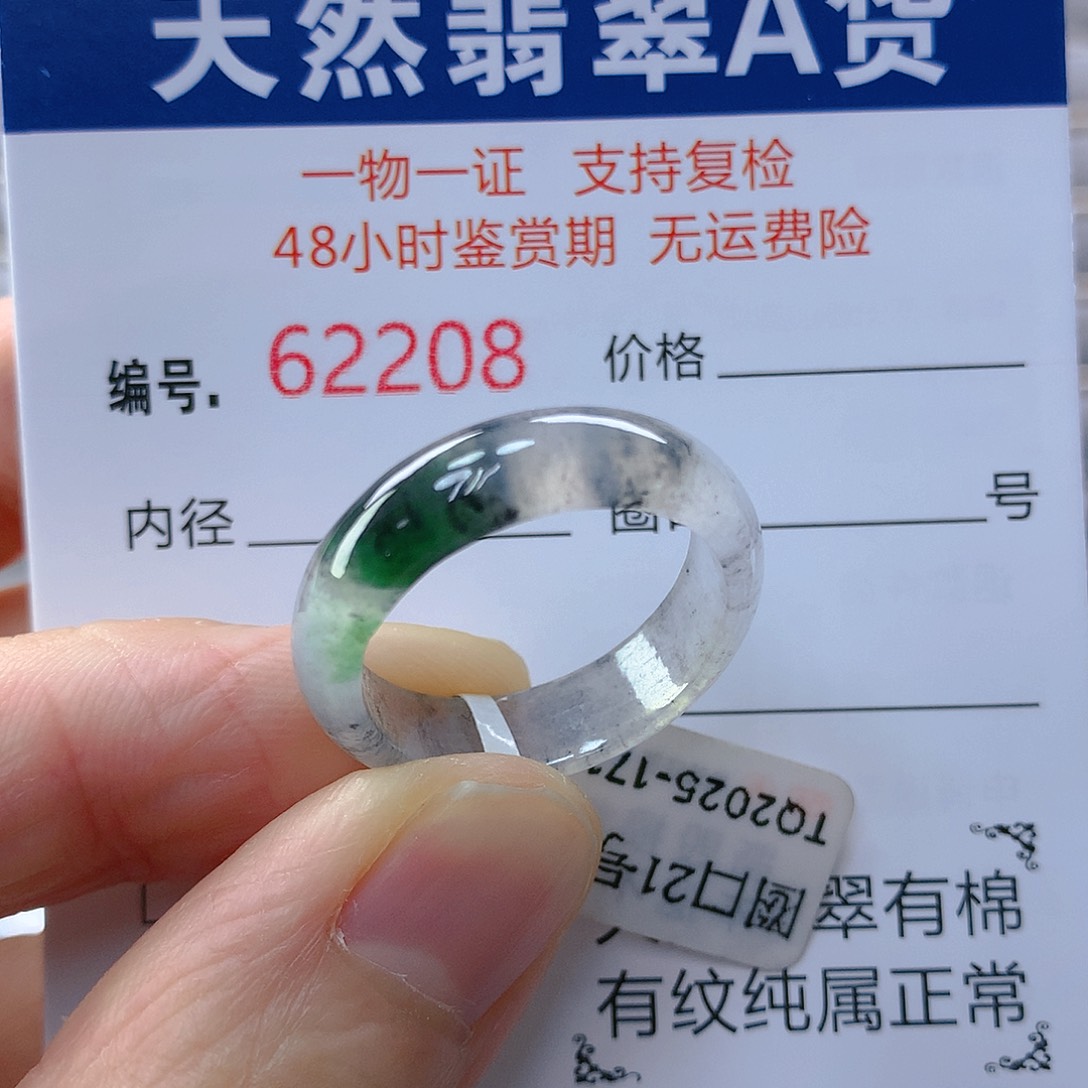 天然翡翠A货
一物一证 支持复检
48小时鉴赏期 无运费险
编号. 62208 价格
内径 圈口 号
TQ2025-17
圈口21号
翠有棉
有纹纯属正常